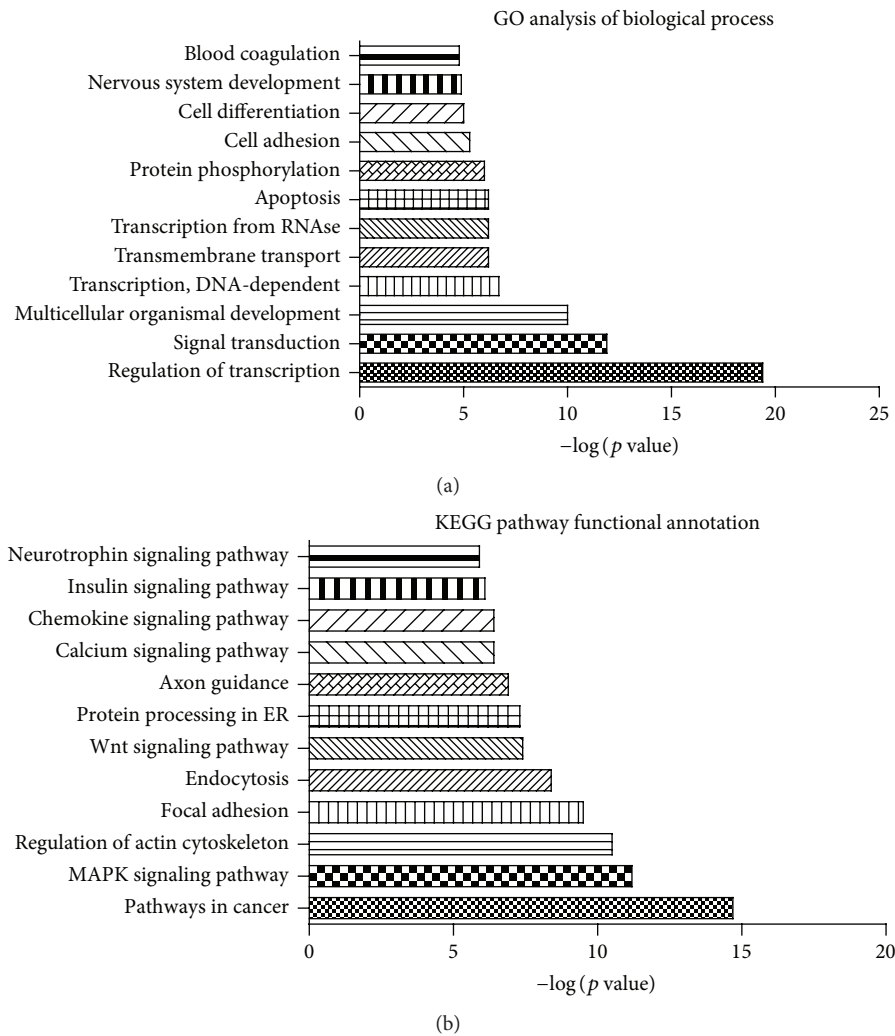 GO analysis of biological process
Blood coagulation
Nervous system development
Cell differentiation
Cell adhesion
Protein phosphorylation
Apoptosis
Transcription from RNAse
Transmembrane transport
Transcription, DNA-dependent
Multicellular organismal development
Signal transduction
Regulation of transcription
0 5 10 15 20 25
−log (p value)
(a)
KEGG pathway functional annotation
Neurotrophin signaling pathway
Insulin signaling pathway
Chemokine signaling pathway
Calcium signaling pathway
Axon guidance
Protein processing in ER
Wnt signaling pathway
Endocytosis
Focal adhesion
Regulation of actin cytoskeleton
MAPK signaling pathway
Pathways in cancer
0 5 10 15 20
−log (p value)
(b)